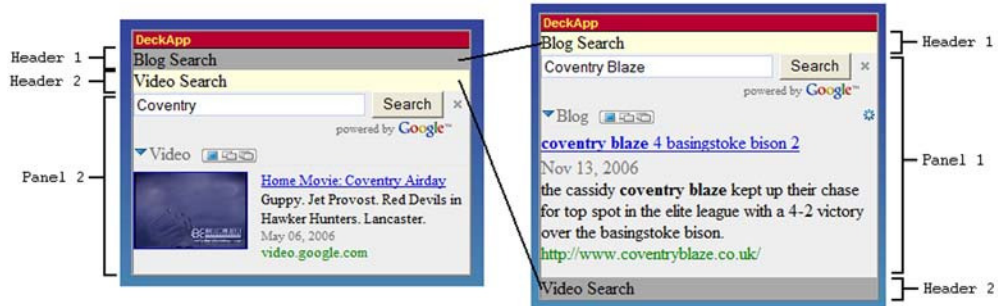 DeckApp
Header 1
Blog Search
Header 2
Video Search
Coventry
Search
×
powered by Google™
Video
Panel 2
Home Movie: Coventry Airday
Guppy. Jet Provost. Red Devils in
Hawker Hunters. Lancaster.
May 06, 2006
video.google.com
DeckApp
Blog Search
Header 1
Coventry Blaze
Search
×
powered by Google™
Blog
coventry blaze 4 basingstoke bison 2
Nov 13, 2006
Panel 1
the cassidy coventry blaze kept up their chase
for top spot in the elite league with a 4-2 victory
over the basingstoke bison.
http://www.coventryblaze.co.uk/
Video Search
Header 2